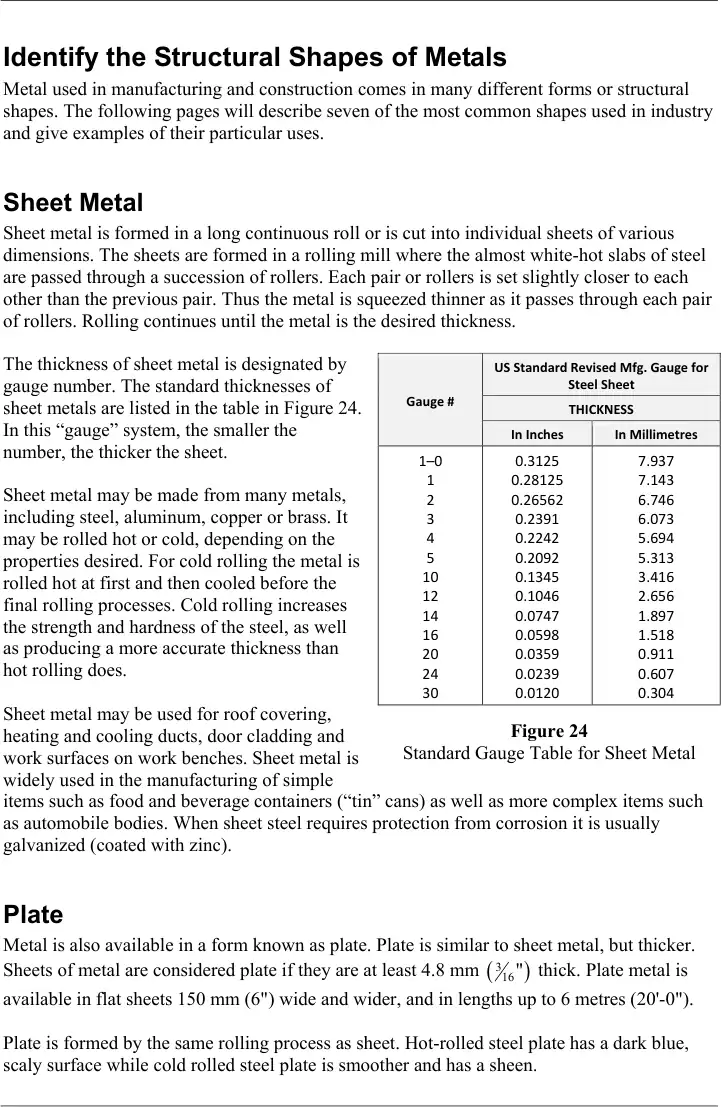 Identify the Structural Shapes of Metals
Metal used in manufacturing and construction comes in many different forms or structural
shapes. The following pages will describe seven of the most common shapes used in industry
and give examples of their particular uses.
Sheet Metal
Sheet metal is formed in a long continuous roll or is cut into individual sheets of various
dimensions. The sheets are formed in a rolling mill where the almost white-hot slabs of steel
are passed through a succession of rollers. Each pair or rollers is set slightly closer to each
other than the previous pair. Thus the metal is squeezed thinner as it passes through each pair
of rollers. Rolling continues until the metal is the desired thickness.
The thickness of sheet metal is designated by
gauge number. The standard thicknesses of
sheet metals are listed in the table in Figure 24.
In this “gauge” system, the smaller the
number, the thicker the sheet.
Sheet metal may be made from many metals,
including steel, aluminum, copper or brass. It
may be rolled hot or cold, depending on the
properties desired. For cold rolling the metal is
rolled hot at first and then cooled before the
final rolling processes. Cold rolling increases
the strength and hardness of the steel, as well
as producing a more accurate thickness than
hot rolling does.
Sheet metal may be used for roof covering,
heating and cooling ducts, door cladding and
work surfaces on work benches. Sheet metal is
widely used in the manufacturing of simple
items such as food and beverage containers (“tin” cans) as well as more complex items such
as automobile bodies. When sheet steel requires protection from corrosion it is usually
galvanized (coated with zinc).
Gauge #
US Standard Revised Mfg. Gauge for
Steel Sheet
THICKNESS
In Inches In Millimetres
1–0 0.3125 7.937
1 0.28125 7.143
2 0.26562 6.746
3 0.2391 6.073
4 0.2242 5.694
5 0.2092 5.313
10 0.1345 3.416
12 0.1046 2.656
14 0.0747 1.897
16 0.0598 1.518
20 0.0359 0.911
24 0.0239 0.607
30 0.0120 0.304
Figure 24
Standard Gauge Table for Sheet Metal
Plate
Metal is also available in a form known as plate. Plate is similar to sheet metal, but thicker.
Sheets of metal are considered plate if they are at least 4.8 mm (3/16") thick. Plate metal is
available in flat sheets 150 mm (6") wide and wider, and in lengths up to 6 metres (20'-0").
Plate is formed by the same rolling process as sheet. Hot-rolled steel plate has a dark blue,
scaly surface while cold rolled steel plate is smoother and has a sheen.